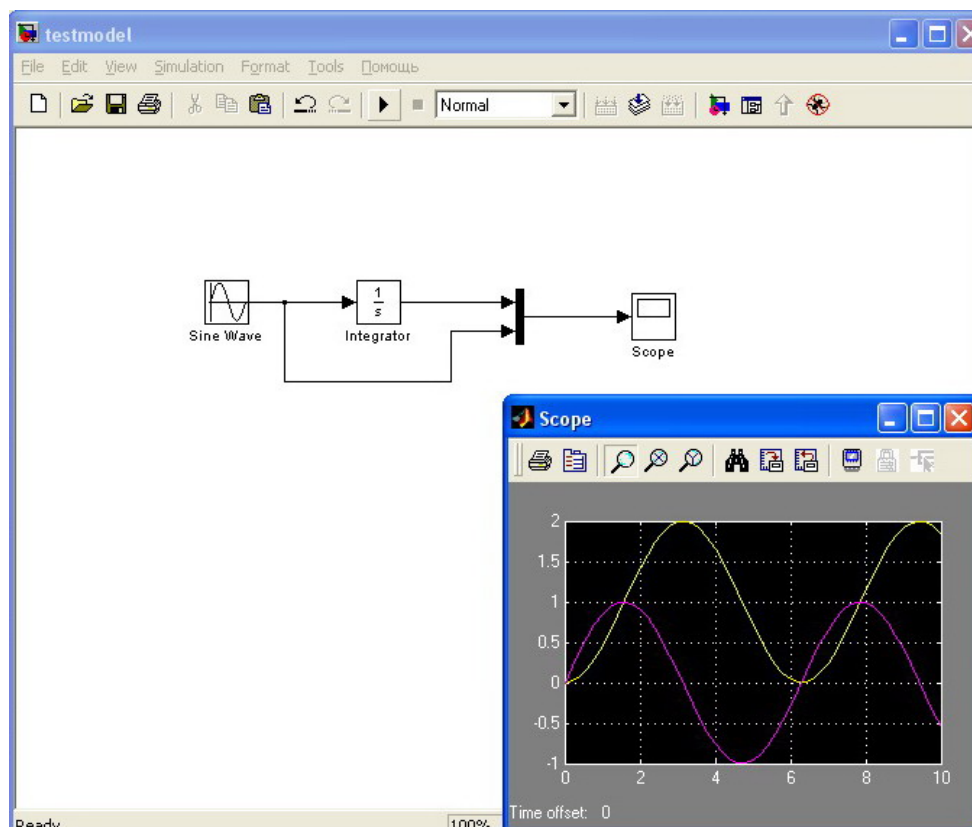 testmodel
File Edit View Simulation Format Tools Помощь
Normal
1
s
Sine Wave
Integrator
Scope
Scope
2
1.5
1
0.5
0
-0.5
-1
0 2 4 6 8 10
Time offset: 0
Ready 100%